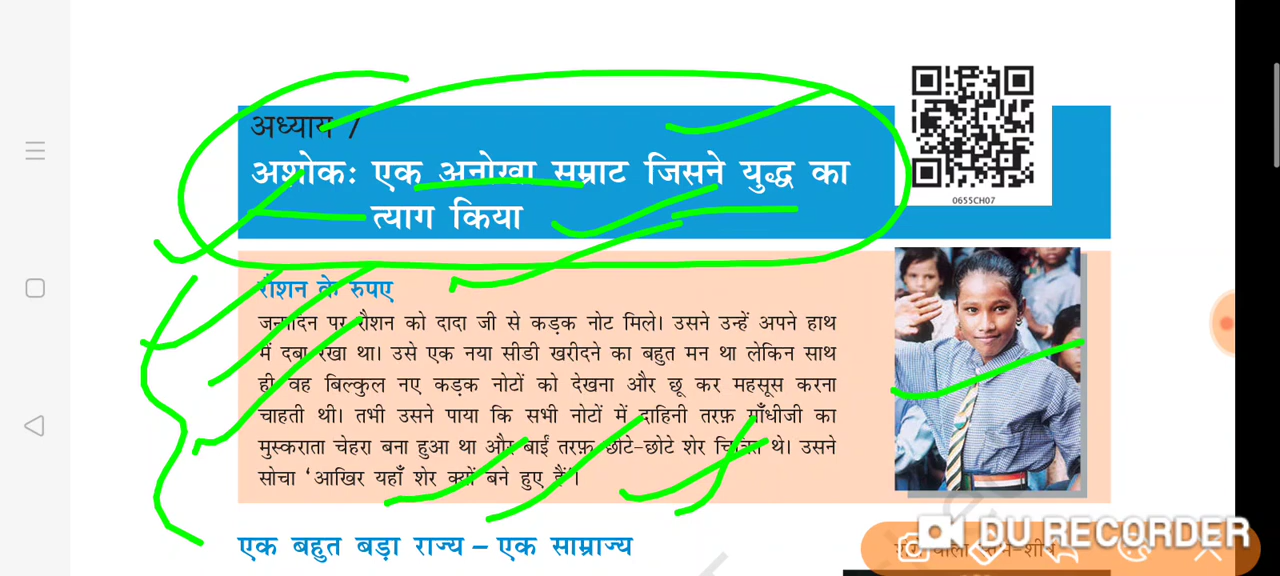 अध्याय 7
अशोकः एक अनोखा सम्राट जिसने युद्ध का
त्याग किया
0655CH07
रौशन के रुपए
जन्मदिन पर रौशन को दादा जी से कड़क नोट मिले। उसने उन्हें अपने हाथ
में दबा रखा था। उसे एक नया सीडी खरीदने का बहुत मन था लेकिन साथ
ही वह बिल्कुल नए कड़क नोटों को देखना और छू कर महसूस करना
चाहती थी। तभी उसने पाया कि सभी नोटों में दाहिनी तरफ़ गाँधीजी का
मुस्कराता चेहरा बना हुआ था और बाईं तरफ़ छोटे-छोटे शेर चित्रित थे। उसने
सोचा ‘आखिर यहाँ शेर क्यों बने हुए हैं’।
एक बहुत बड़ा राज्य – एक साम्राज्य
DU RECORDER